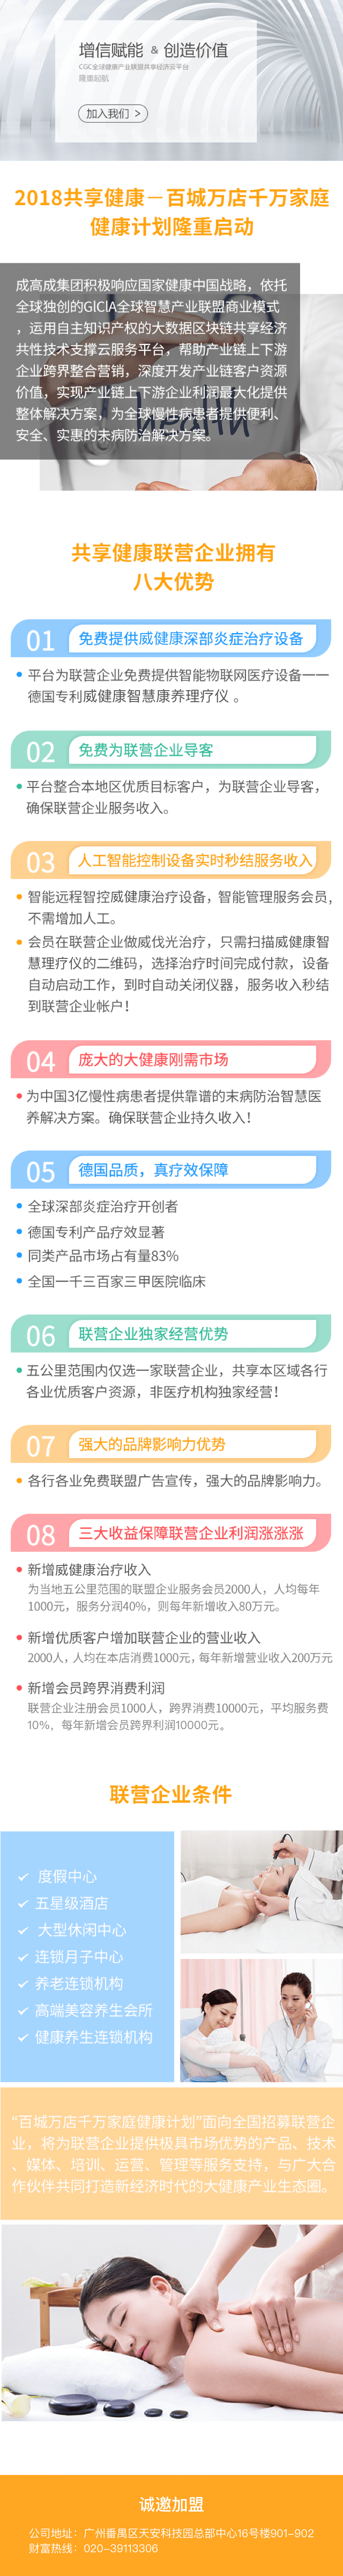 增信赋能 & 创造价值
CGC全球健康产业联盟共享经济云平台
隆重起航
加入我们 >
2018共享健康—百城万店千万家庭
健康计划隆重启动
成高成集团积极响应国家健康中国战略，依托
全球独创的GICIA全球智慧产业联盟商业模式
，运用自主知识产权的大数据区块链共享经济
共性技术支撑云服务平台，帮助产业链上下游
企业跨界整合营销，深度开发产业链客户资源
价值，实现产业链上下游企业利润最大化提供
整体解决方案，为全球慢性病患者提供便利、
安全、实惠的未病防治解决方案。
health
共享健康联营企业拥有
八大优势
01 免费提供威健康深部炎症治疗设备
平台为联营企业免费提供智能物联网医疗设备——
德国专利威健康智慧康养理疗仪 。
02 免费为联营企业导客
平台整合本地区优质目标客户，为联营企业导客，
确保联营企业服务收入。
03 人工智能控制设备实时秒结服务收入
智能远程智控威健康治疗设备，智能管理服务会员，
不需增加人工。
会员在联营企业做威伐光治疗，只需扫描威健康智
慧理疗仪的二维码，选择治疗时间完成付款，设备
自动启动工作，到时自动关闭仪器，服务收入秒结
到联营企业帐户！
04 庞大的大健康刚需市场
为中国3亿慢性病患者提供靠谱的末病防治智慧医
养解决方案。确保联营企业持久收入！
05 德国品质，真疗效保障
全球深部炎症治疗开创者
德国专利产品疗效显著
同类产品市场占有量83%
全国一千三百家三甲医院临床
06 联营企业独家经营优势
五公里范围内仅选一家联营企业，共享本区域各行
各业优质客户资源，非医疗机构独家经营！
07 强大的品牌影响力优势
各行各业免费联盟广告宣传，强大的品牌影响力。
08 三大收益保障联营企业利润涨涨涨
新增威健康治疗收入
为当地五公里范围的联盟企业服务会员2000人，人均每年
1000元，服务分润40%，则每年新增收入80万元。
新增优质客户增加联营企业的营业收入
2000人，人均在本店消费1000元，每年新增营业收入200万元
新增会员跨界消费利润
联营企业注册会员1000人，跨界消费10000元，平均服务费
10%，每年新增会员跨界利润10000元。
联营企业条件
度假中心
五星级酒店
大型休闲中心
连锁月子中心
养老连锁机构
高端美容养生会所
健康养生连锁机构
“百城万店千万家庭健康计划”面向全国招募联营企
业，将为联营企业提供极具市场优势的产品、技术
、媒体、培训、运营、管理等服务支持，与广大合
作伙伴共同打造新经济时代的大健康产业生态圈。
诚邀加盟
公司地址：广州番禺区天安科技园总部中心16号楼901-902
财富热线：020-39113306